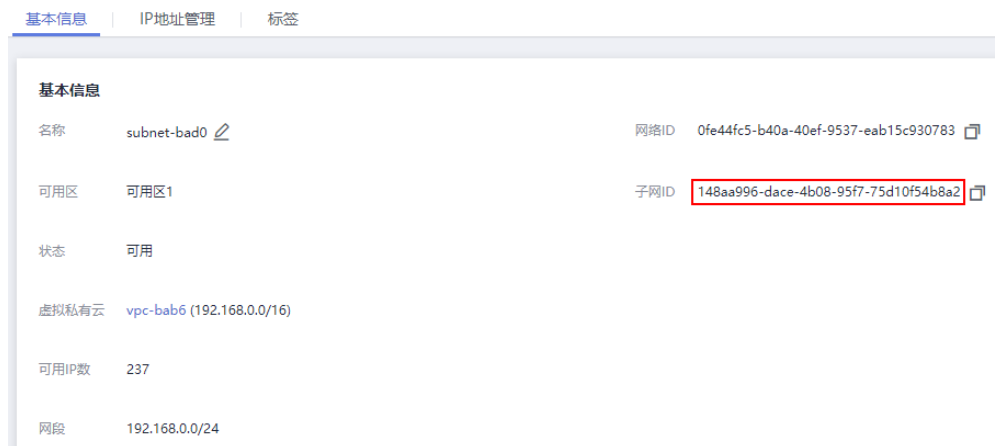 基本信息 IP地址管理 标签
基本信息
名称 subnet-bad0 网络ID 0fe44fc5-b40a-40ef-9537-eab15c930783
可用区 可用区1 子网ID 148aa996-dace-4b08-95f7-75d10f54b8a2
状态 可用
虚拟私有云 vpc-bab6 (192.168.0.0/16)
可用IP数 237
网段 192.168.0.0/24